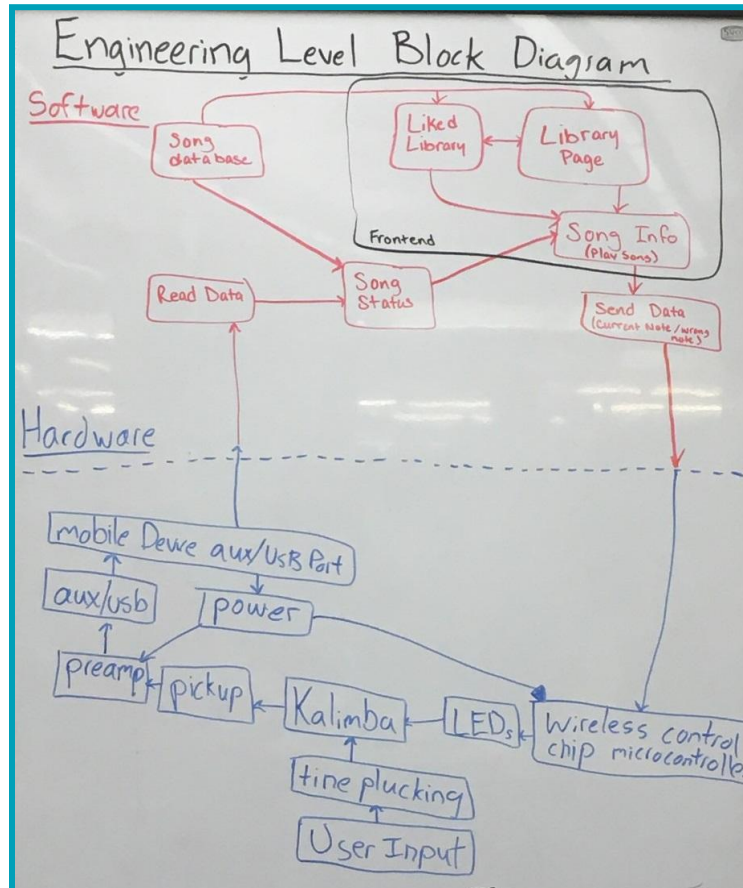 Engineering Level Block Diagram
Software
Song
database
Liked
Library
Library
Page
Frontend
Song Info
(Play Song)
Read Data
Song
Status
Send Data
(Current Note/wrong
note)
Hardware
mobile Device aux/USB Port
aux/usb
power
preamp
pickup
Kalimba
LEDs
Wireless control
chip microcontrolle
tine plucking
User Input